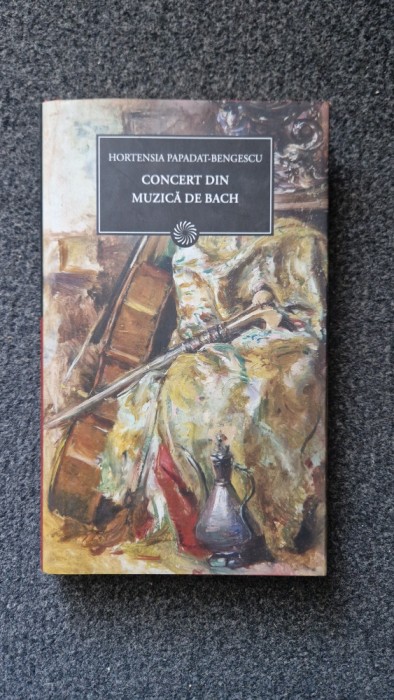 HORTENSIA PAPADAT-BENGESCU
CONCERT DIN
MUZICĂ DE BACH